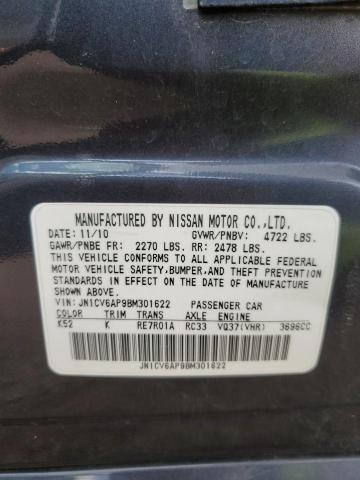 MANUFACTURED BY NISSAN MOTOR CO.,LTD.
DATE: 11/10 GVWR/PNBV: 4722 LBS.
GAWR/PNBE FR: 2270 LBS. RR: 2478 LBS.
THIS VEHICLE CONFORMS TO ALL APPLICABLE FEDERAL
MOTOR VEHICLE SAFETY,BUMPER,AND THEFT PREVENTION
STANDARDS IN EFFECT ON THE DATE OF MANUFACTURE
SHOWN ABOVE.
VIN: JN1CV6AP9BM301622 PASSENGER CAR
COLOR TRIM TRANS AXLE ENGINE
K52 K RE7R01A RC33 VQ37(VHR) 3696CC
JN1CV6AP9BM301622